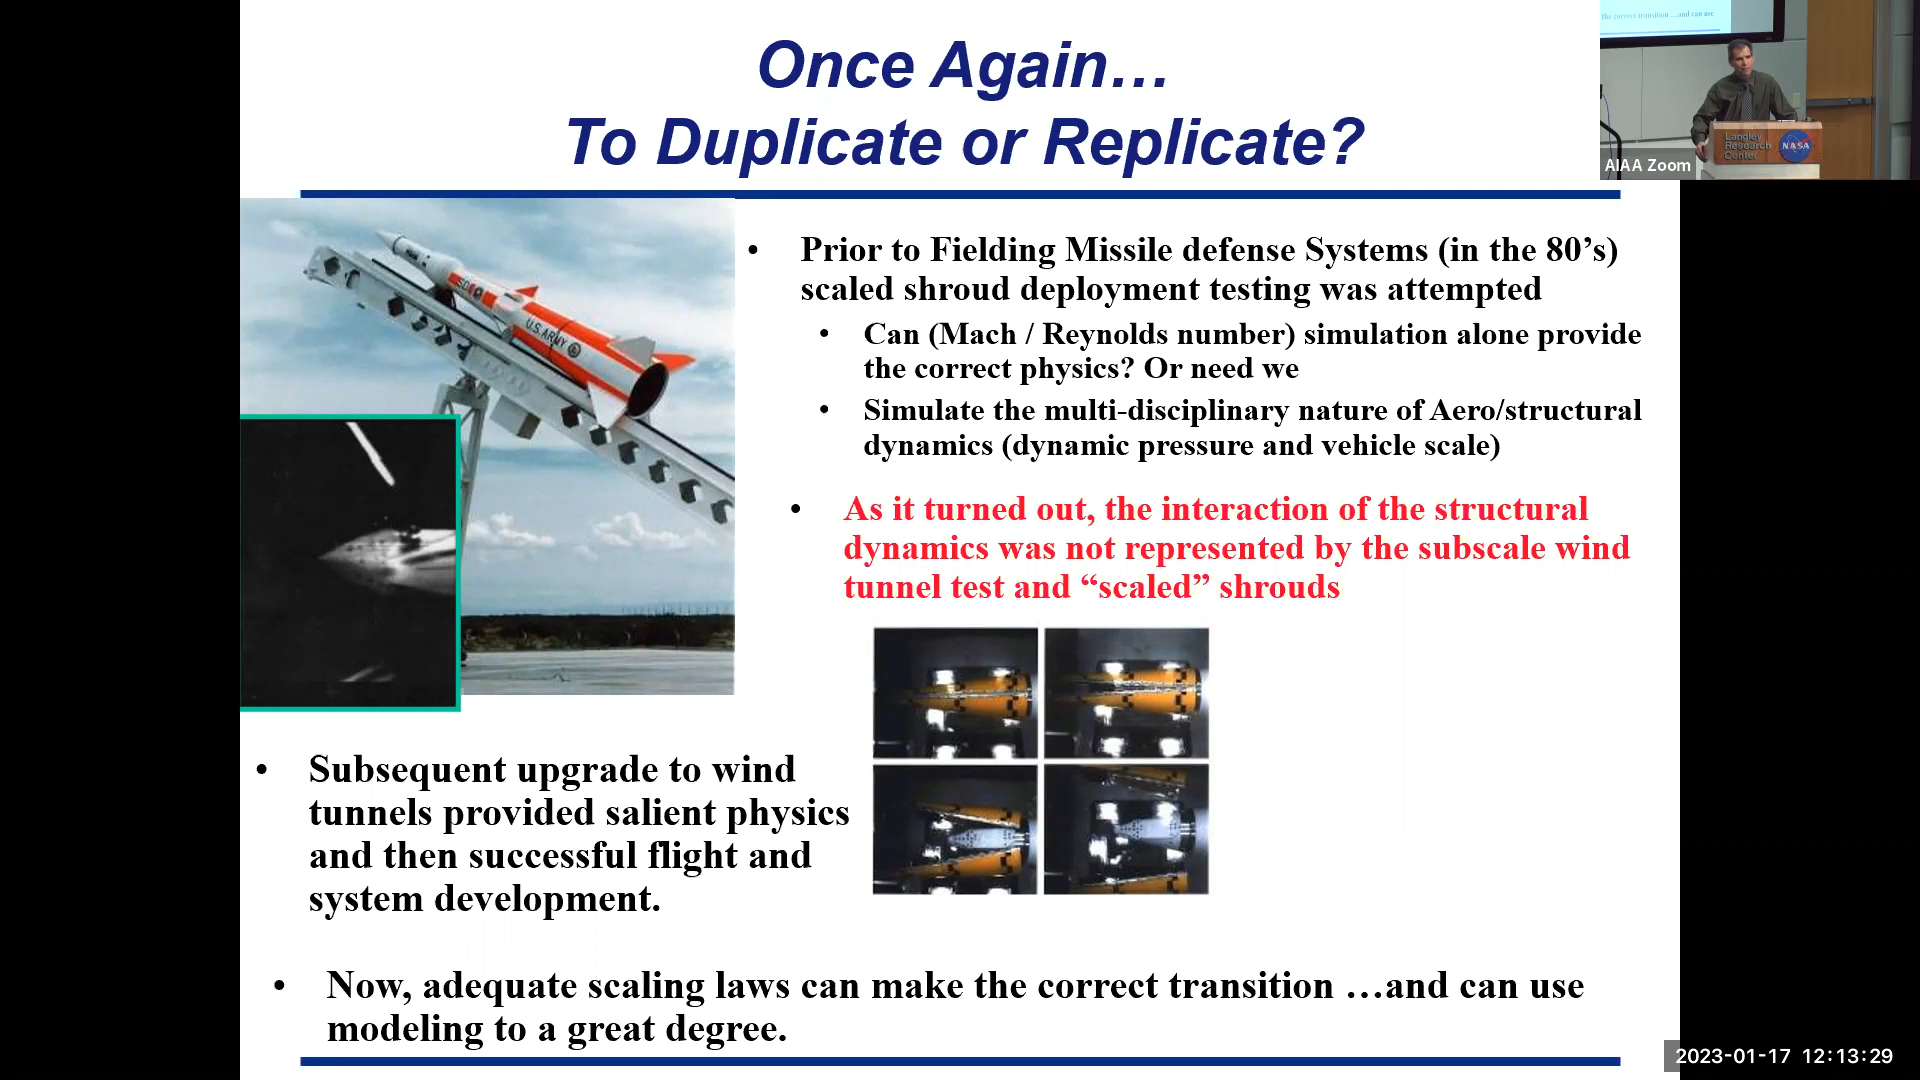 Once Again…
To Duplicate or Replicate?
the correct transition ...and can use
Langley
Research
Center
NASA
AIAA Zoom
U.S. ARMY
• Prior to Fielding Missile defense Systems (in the 80’s)
scaled shroud deployment testing was attempted
• Can (Mach / Reynolds number) simulation alone provide
the correct physics? Or need we
• Simulate the multi-disciplinary nature of Aero/structural
dynamics (dynamic pressure and vehicle scale)
• As it turned out, the interaction of the structural
dynamics was not represented by the subscale wind
tunnel test and “scaled” shrouds
• Subsequent upgrade to wind
tunnels provided salient physics
and then successful flight and
system development.
• Now, adequate scaling laws can make the correct transition …and can use
modeling to a great degree.
2023-01-17 12:13:29